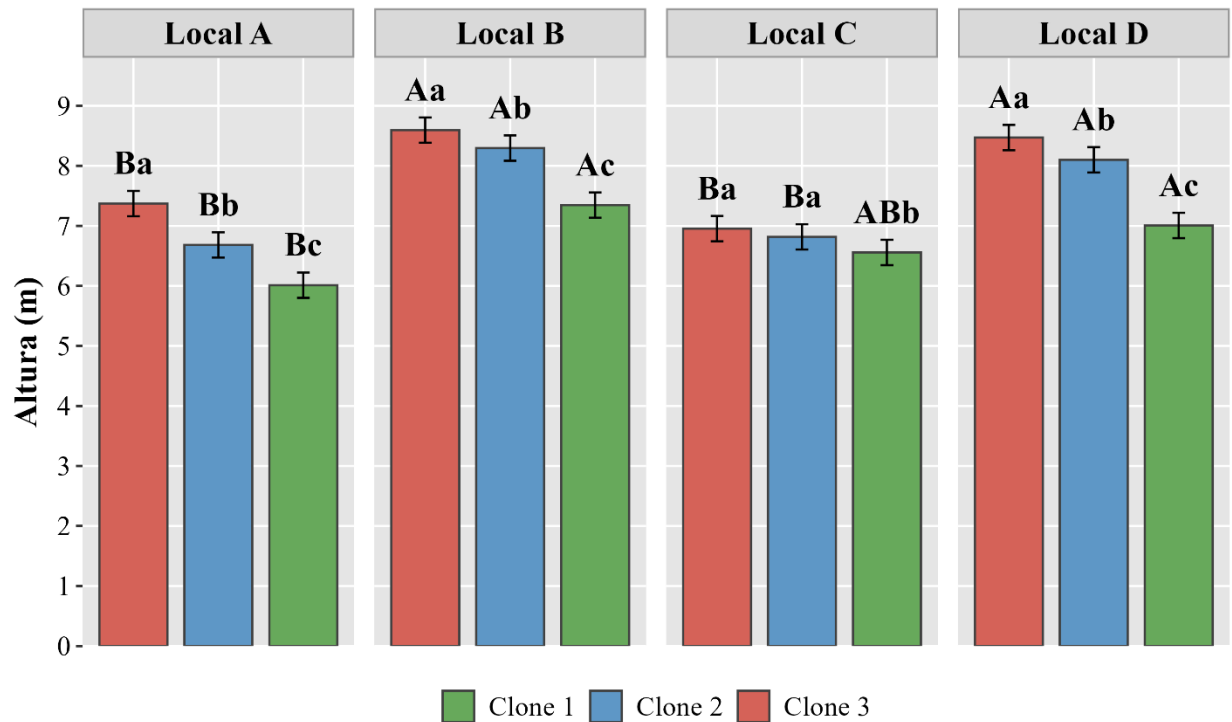 Local A Local B Local C Local D
Altura (m)
9
8
7
6
5
4
3
2
1
0
Ba Bb Bc
Aa Ab Ac
Ba Ba ABb
Aa Ab Ac
Clone 1 Clone 2 Clone 3